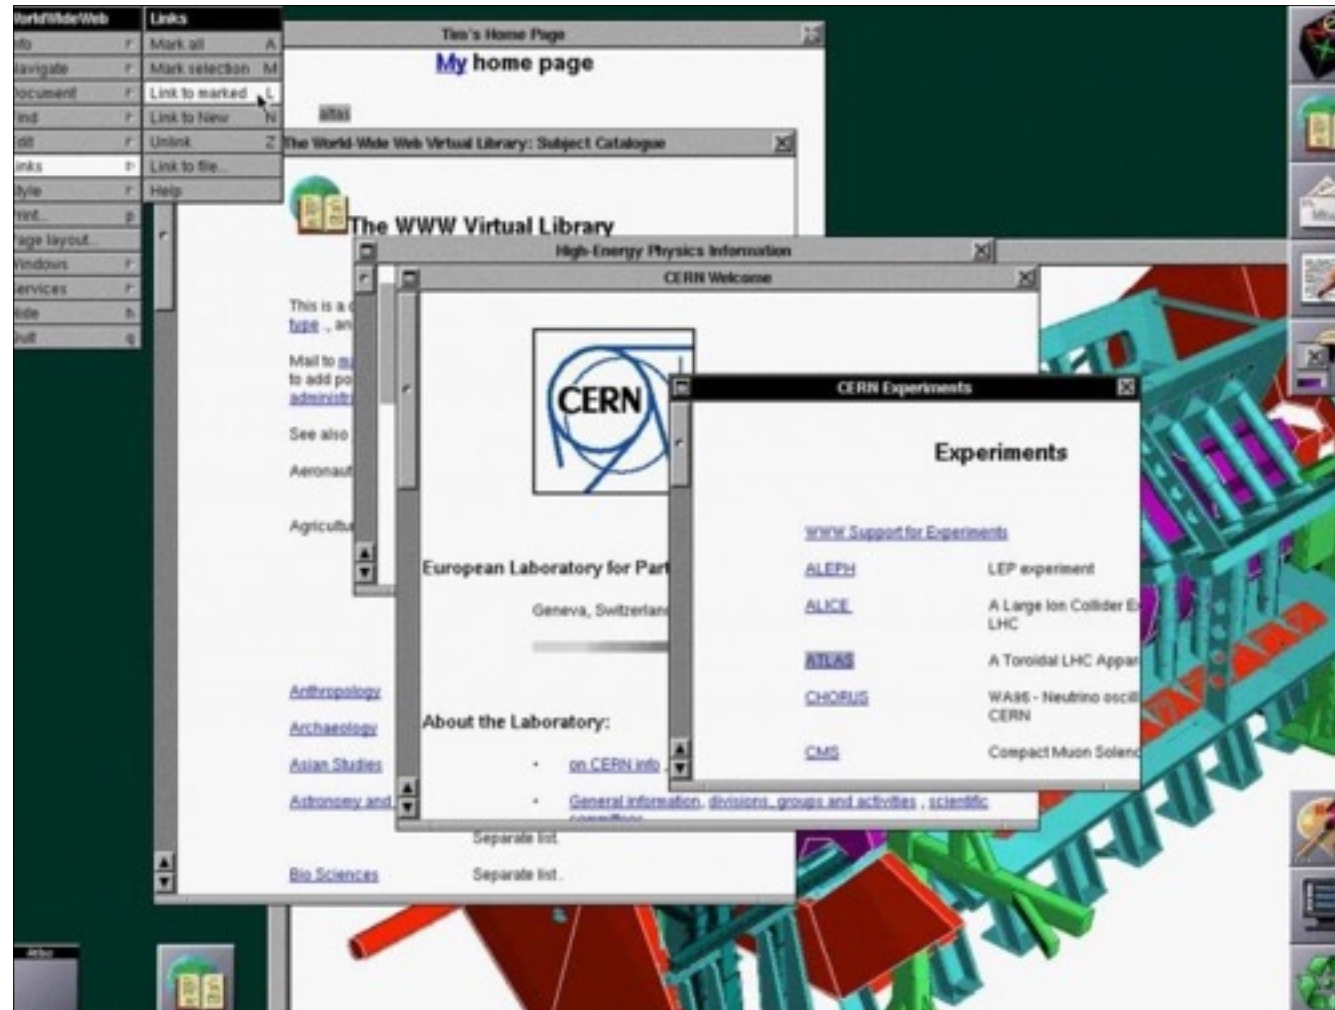 WorldWideWeb
Info r
Navigate r
Document r
Find r
Edit r
Links
Style r
Print... p
Page layout...
Windows r
Services r
Hide h
Quit q
Links
Mark all A
Mark selection M
Link to marked L
Link to New N
Unlink Z
Link to file...
Help
Tim's Home Page
My home page
atlas
The World-Wide Web Virtual Library: Subject Catalogue
The WWW Virtual Library
This is a
type ., an
Mail to
to add po
administr
See also
Aeronaut
Agricultu
Anthropology
Archaeology
Asian Studies
Astronomy and
Separate list.
Bio Sciences Separate list .
High-Energy Physics Information
CERN Welcome
CERN
European Laboratory for Part
Geneva, Switzerlan
About the Laboratory:
· on CERN info .
· General information, divisions, groups and activities , scientific
committees
CERN Experiments
Experiments
WWW Support for Experiments
ALEPH LEP experiment
ALICE A Large Ion Collider E
LHC
ATLAS A Toroidal LHC Appar
CHORUS WA95 - Neutrino oscil
CERN
CMS Compact Muon Soleno